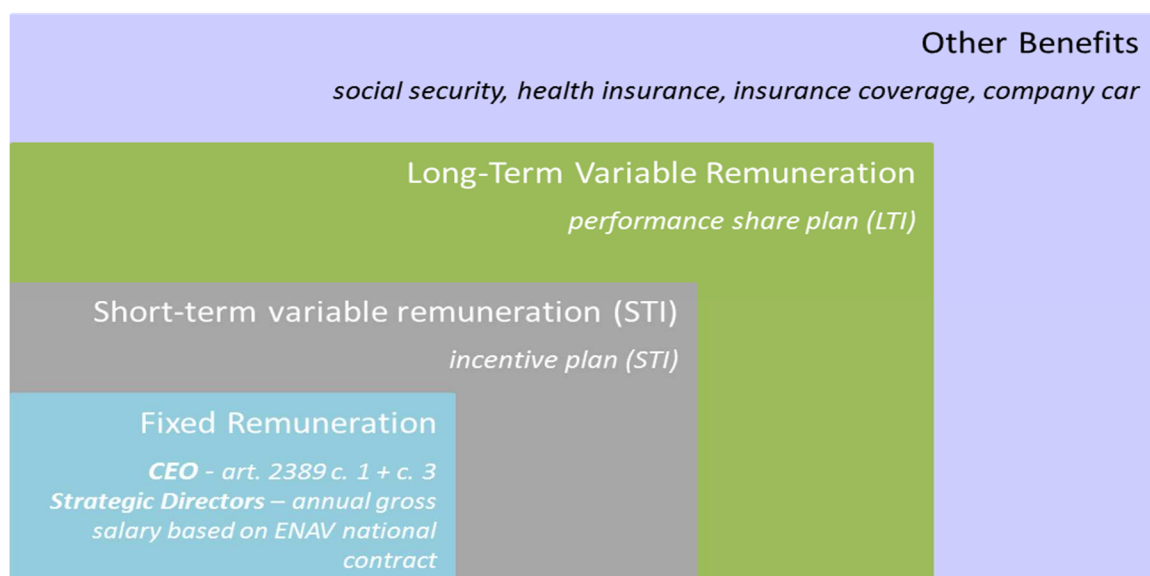 Other Benefits
social security, health insurance, insurance coverage, company car
Long-Term Variable Remuneration
performance share plan (LTI)
Short-term variable remuneration (STI)
incentive plan (STI)
Fixed Remuneration
CEO - art. 2389 c. 1 + c. 3
Strategic Directors – annual gross
salary based on ENAV national
contract